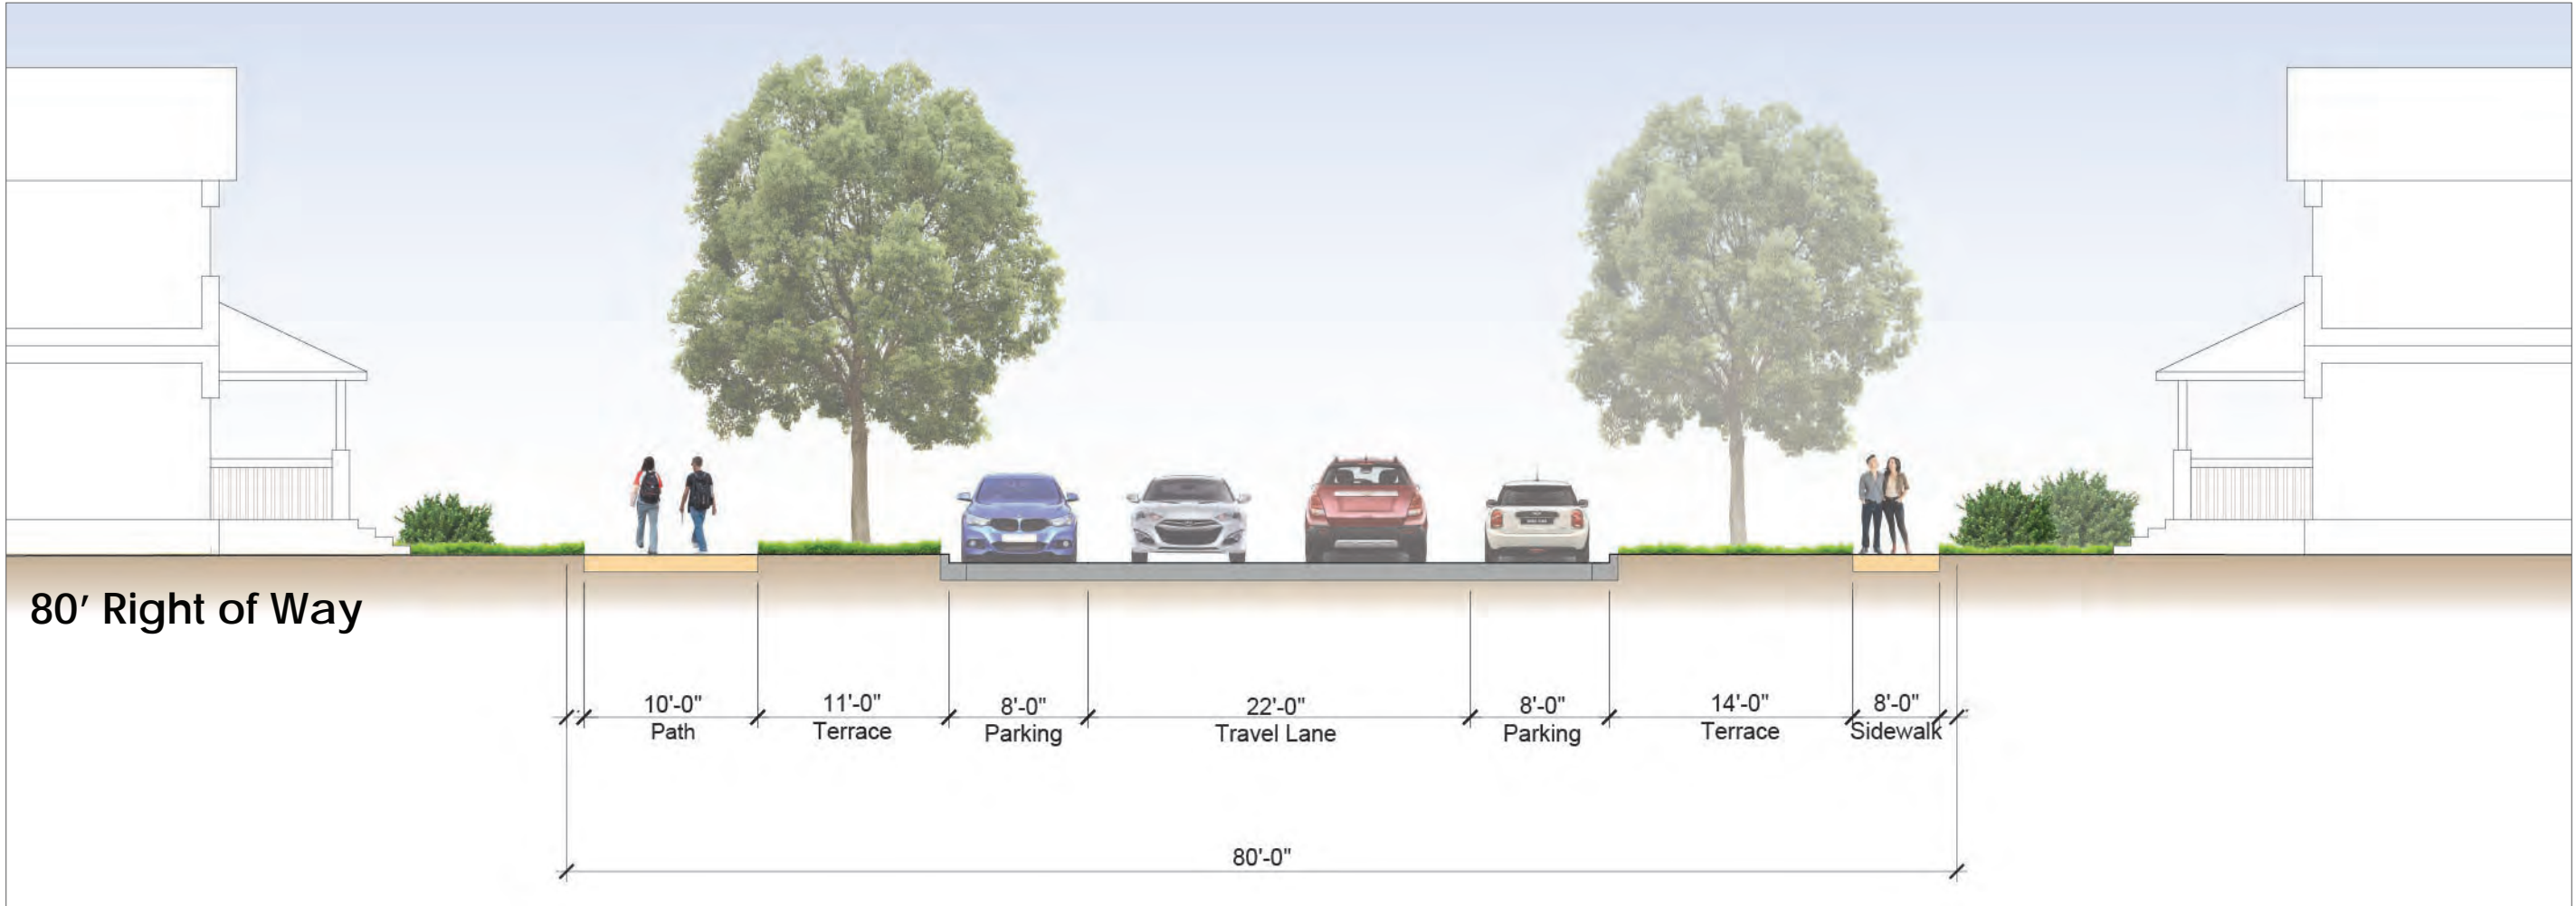 80' Right of Way
10'-0"
Path
11'-0"
Terrace
8'-0"
Parking
22'-0"
Travel Lane
8'-0"
Parking
14'-0"
Terrace
8'-0"
Sidewalk
80'-0"